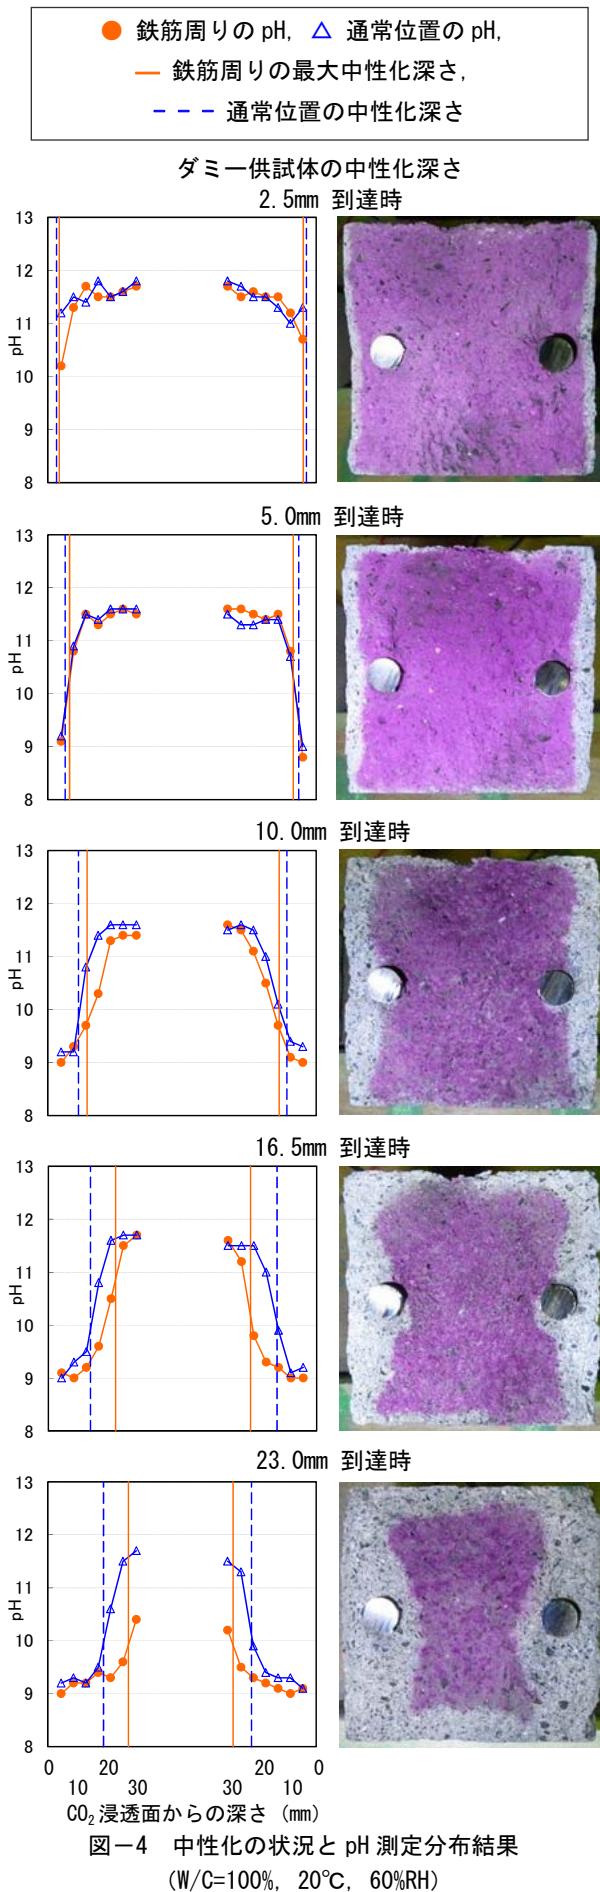 鉄筋周りの pH, 通常位置の pH,
鉄筋周りの最大中性化深さ,
通常位置の中性化深さ
ダミー供試体の中性化深さ
2.5mm 到達時
13
12
11
10
9
8
pH
5.0mm 到達時
13
12
11
10
9
8
pH
10.0mm 到達時
13
12
11
10
9
8
pH
16.5mm 到達時
13
12
11
10
9
8
pH
23.0mm 到達時
13
12
11
10
9
8
pH
0 20 20 0
10 30 30 10
CO₂浸透面からの深さ (mm)
図－4 中性化の状況と pH 測定分布結果
(W/C=100%, 20℃, 60%RH)